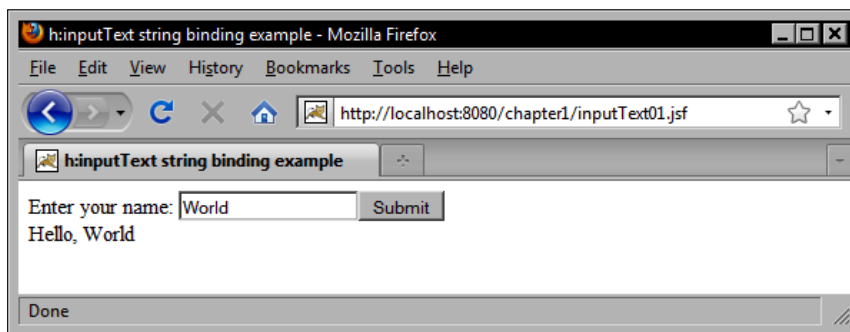 h:inputText string binding example - Mozilla Firefox
File Edit View History Bookmarks Tools Help
http://localhost:8080/chapter1/inputText01.jsf
h:inputText string binding example
Enter your name: World Submit
Hello, World
Done